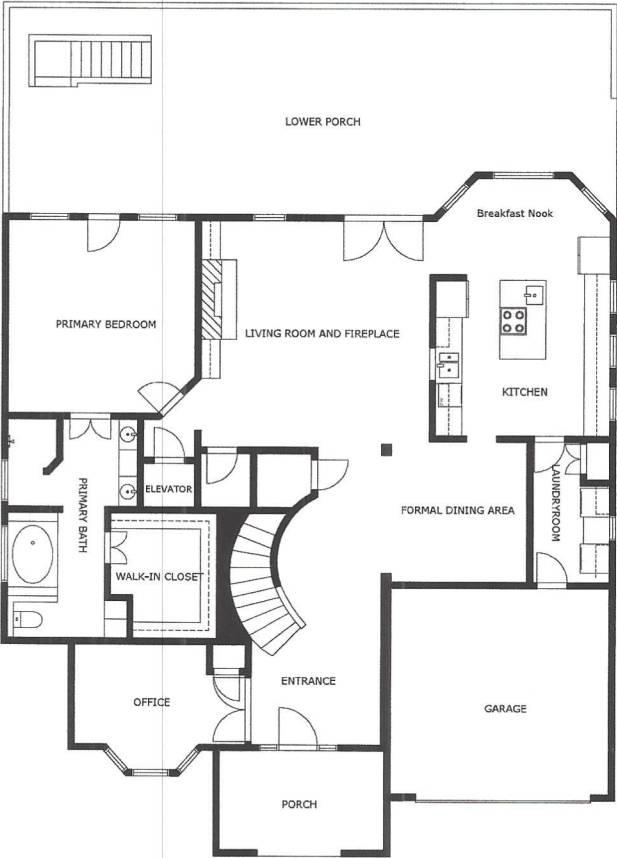 LOWER PORCH
Breakfast Nook
PRIMARY BEDROOM
LIVING ROOM AND FIREPLACE
KITCHEN
ELEVATOR
PRIMARY BATH
LAUNDRYROOM
FORMAL DINING AREA
WALK-IN CLOSET
ENTRANCE
OFFICE
GARAGE
PORCH